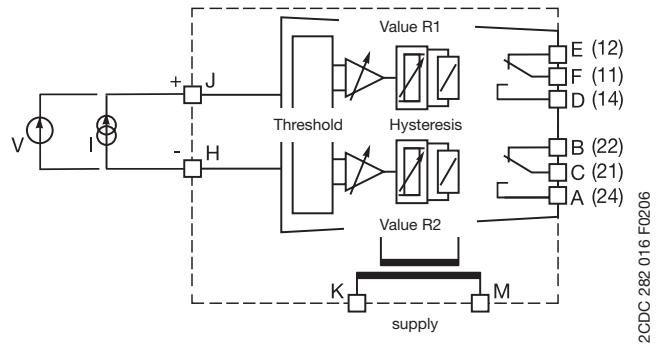 Value R1
E (12)
F (11)
D (14)
+ J
V
I
Threshold
Hysteresis
- H
B (22)
C (21)
A (24)
Value R2
K
M
supply
2CDC 282 016 F0206